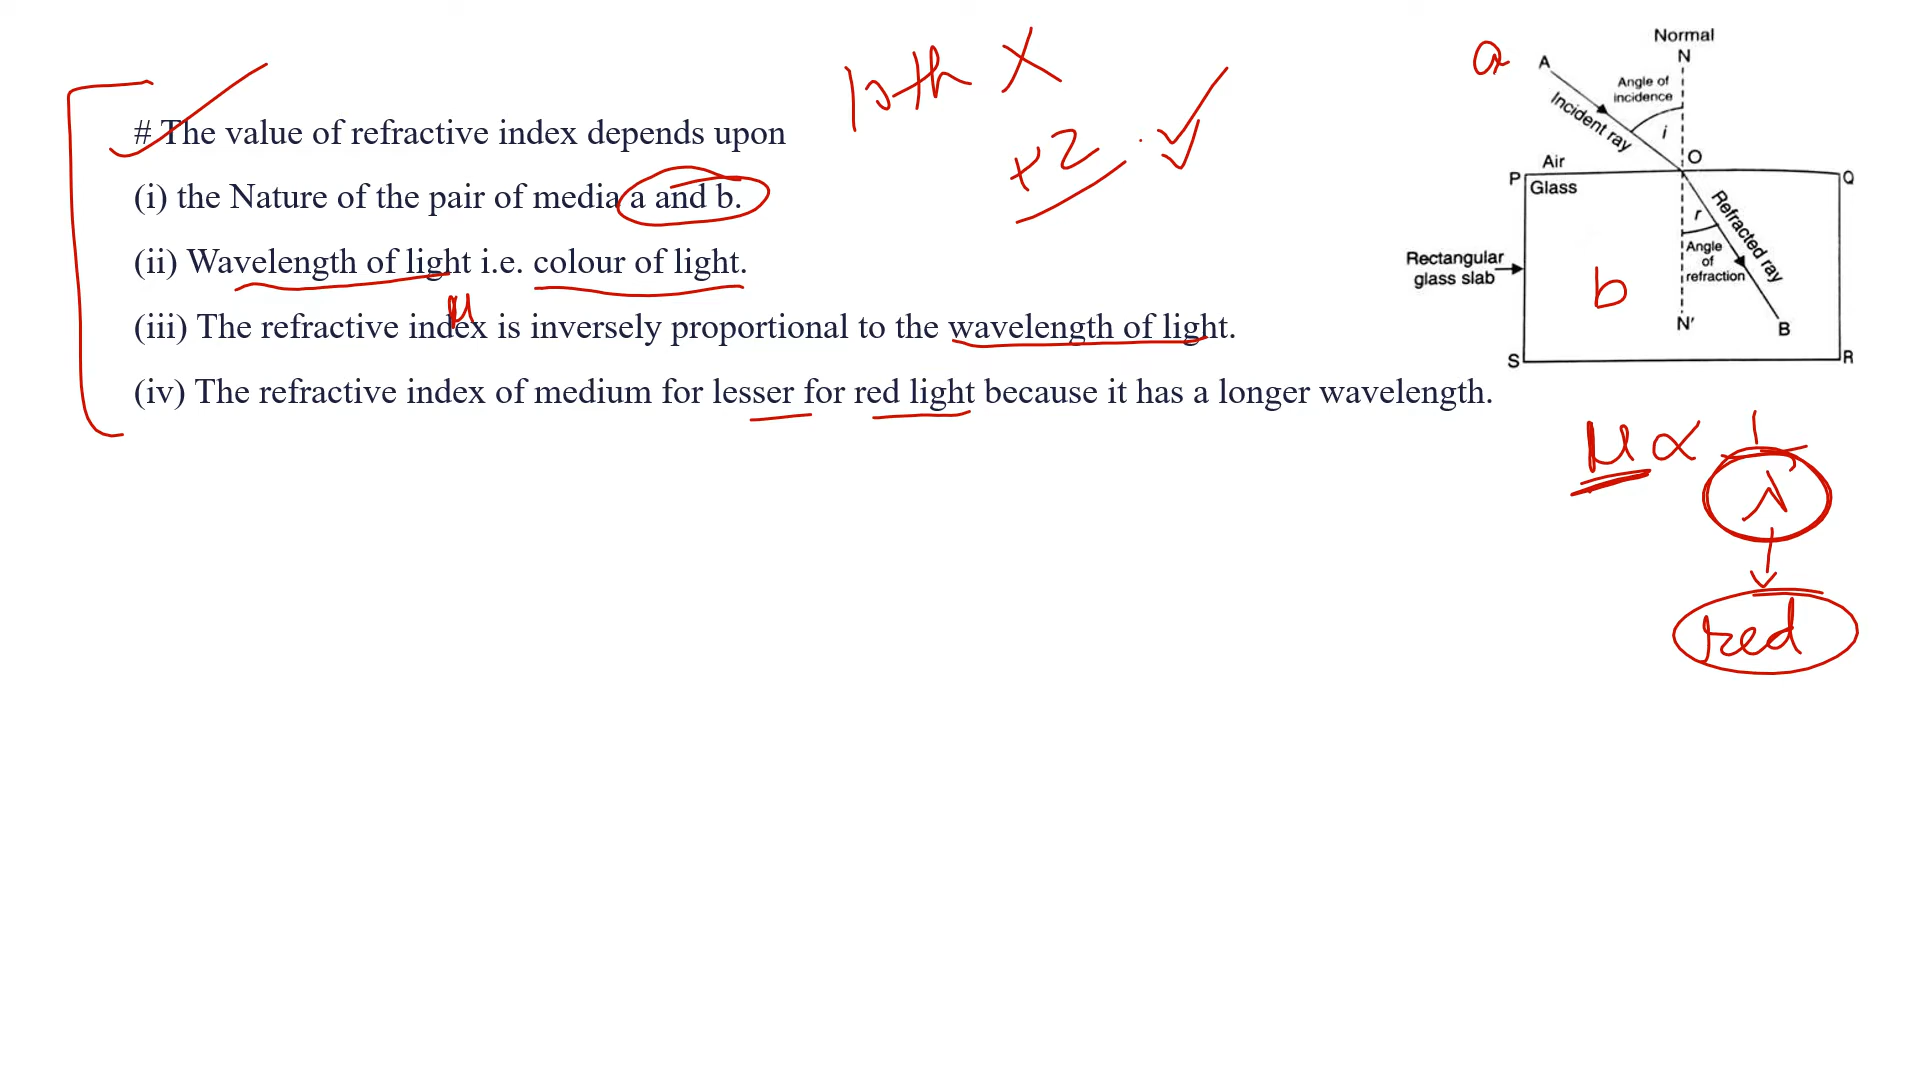 10th X
+2
# The value of refractive index depends upon
(i) the Nature of the pair of media a and b.
(ii) Wavelength of light i.e. colour of light.
μ
(iii) The refractive index is inversely proportional to the wavelength of light.
(iv) The refractive index of medium for lesser for red light because it has a longer wavelength.
a
Normal
N
A
Angle of
incidence
Incident ray
i
O
Air
P
Q
Glass
r
Refracted ray
Angle
of
refraction
Rectangular
glass slab
b
N'
B
S
R
μ ∝ 1
λ
red